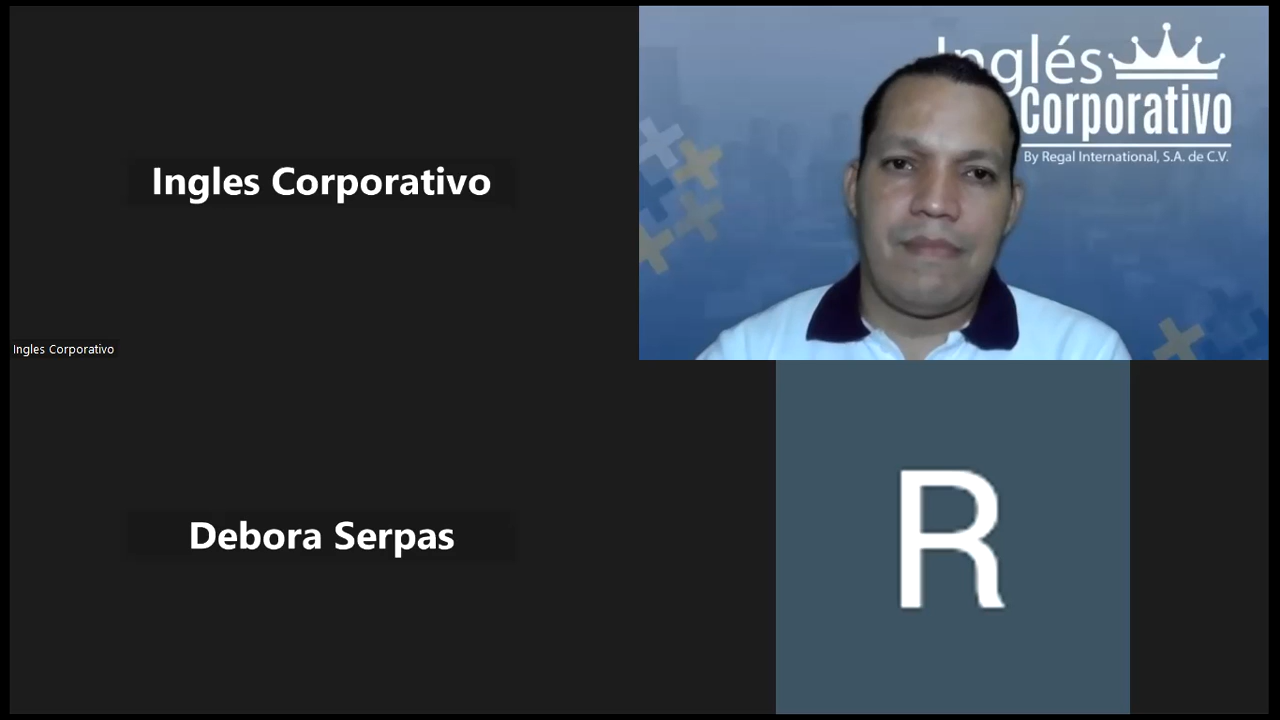 Ingles Corporativo
Inglés
Corporativo
By Regal International, S.A. de C.V.
Ingles Corporativo
Debora Serpas
R